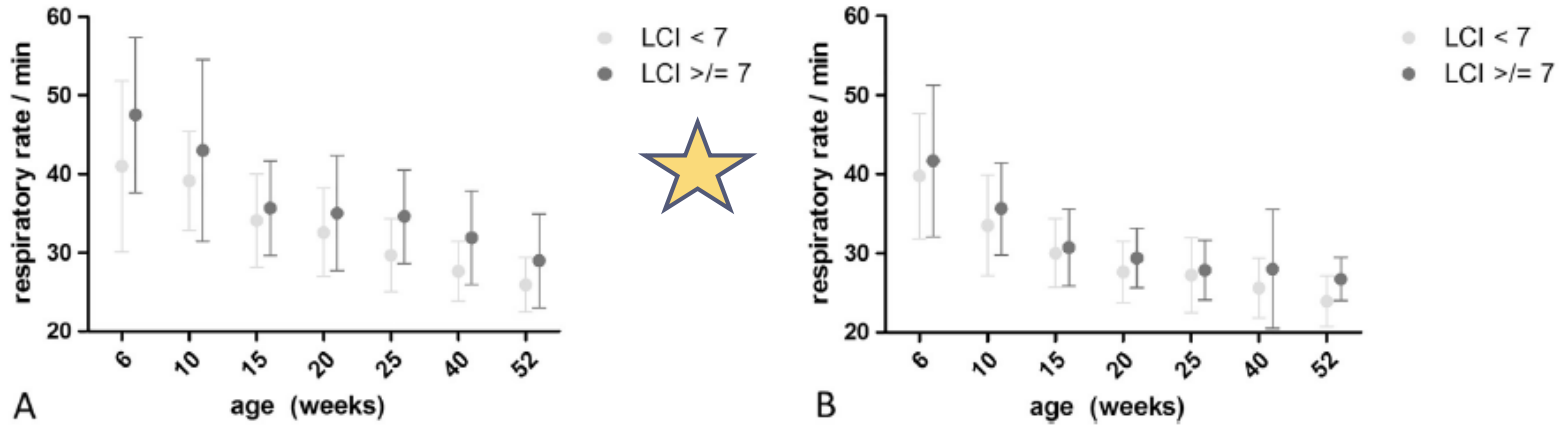 60
50
40
30
20
respiratory rate / min
6 10 15 20 25 40 52
age (weeks)
A
LCI < 7
LCI >/= 7
60
50
40
30
20
respiratory rate / min
6 10 15 20 25 40 52
age (weeks)
B
LCI < 7
LCI >/= 7